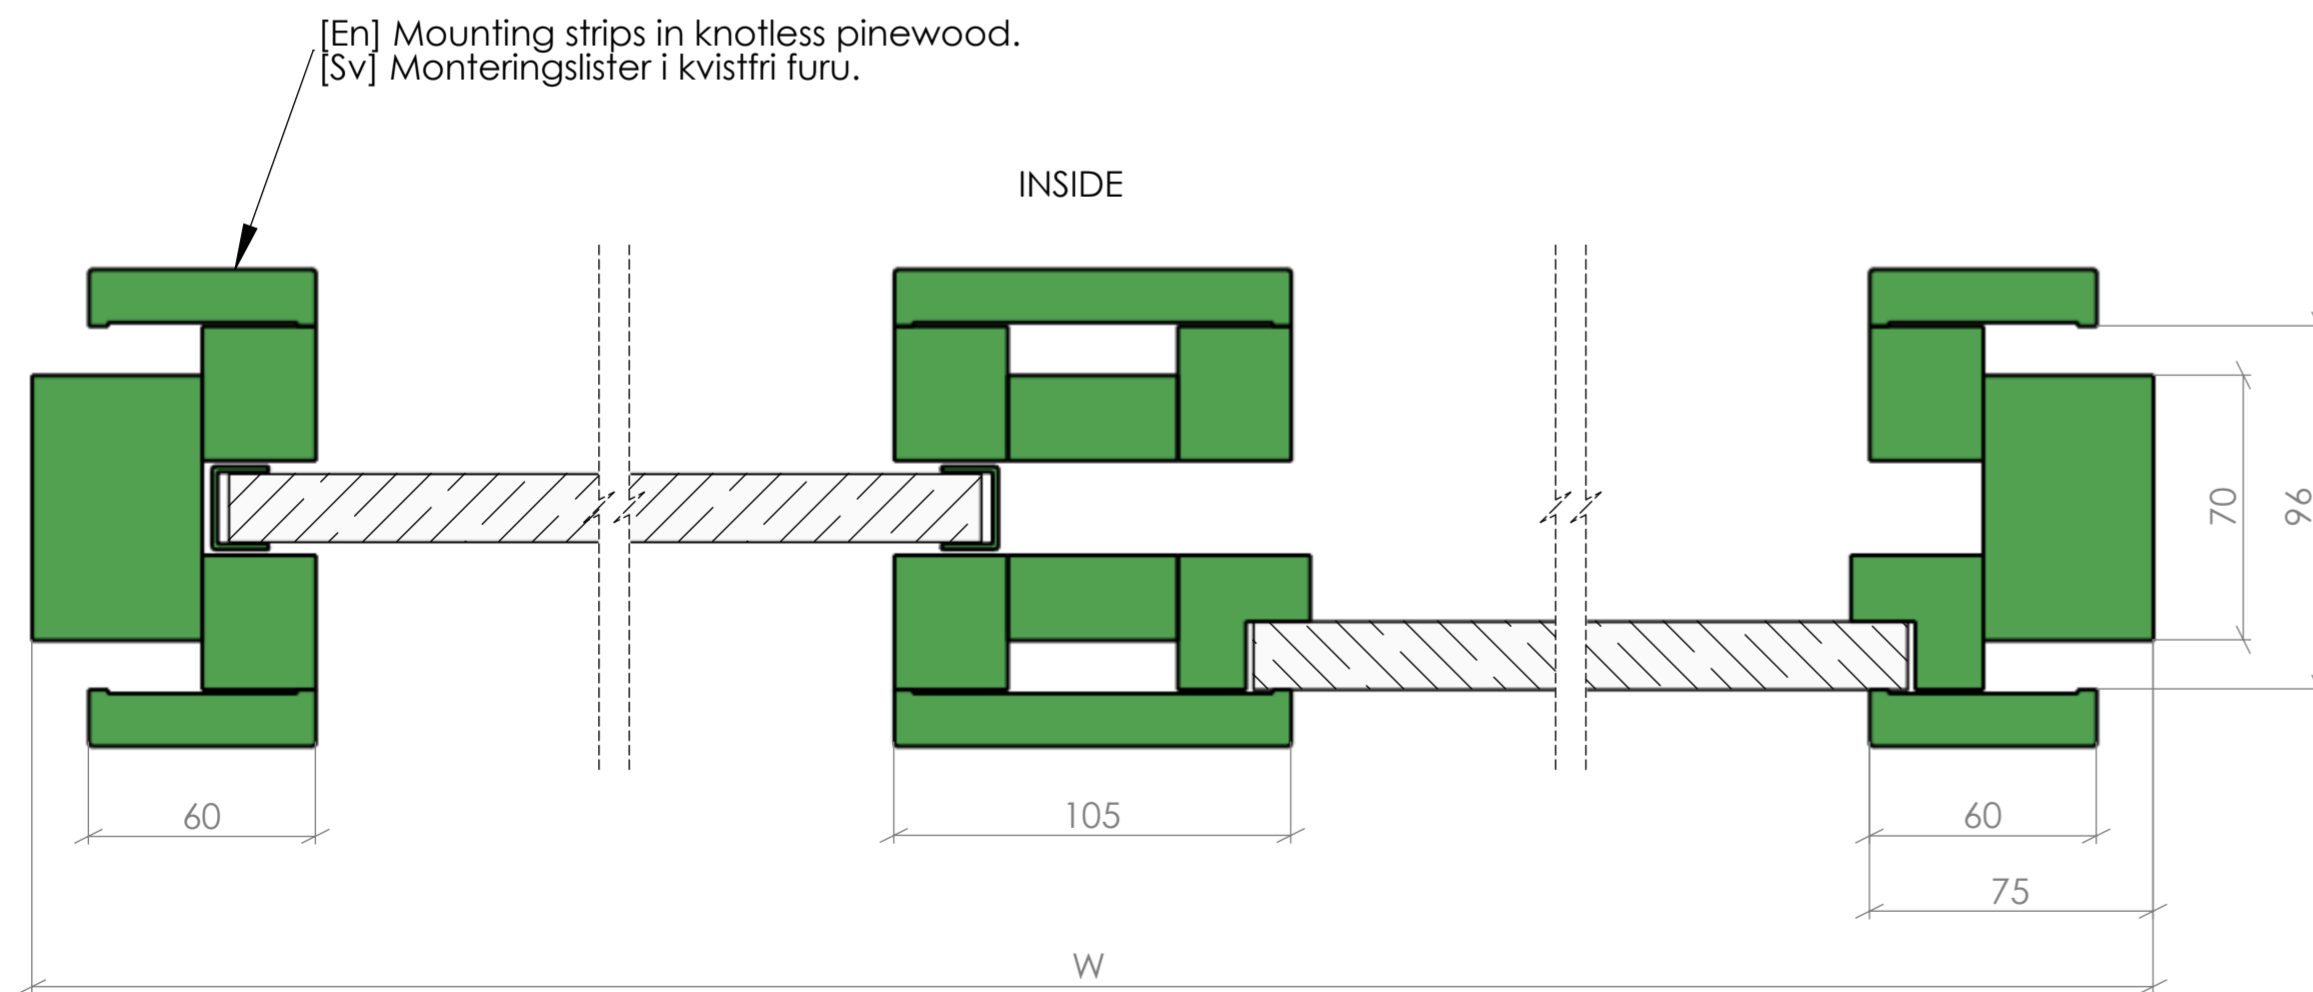 [En] Mounting strips in knotless pinewood.
[Sv] Monteringslister i kvistfri furu.
INSIDE
70
96
60
105
60
75
W